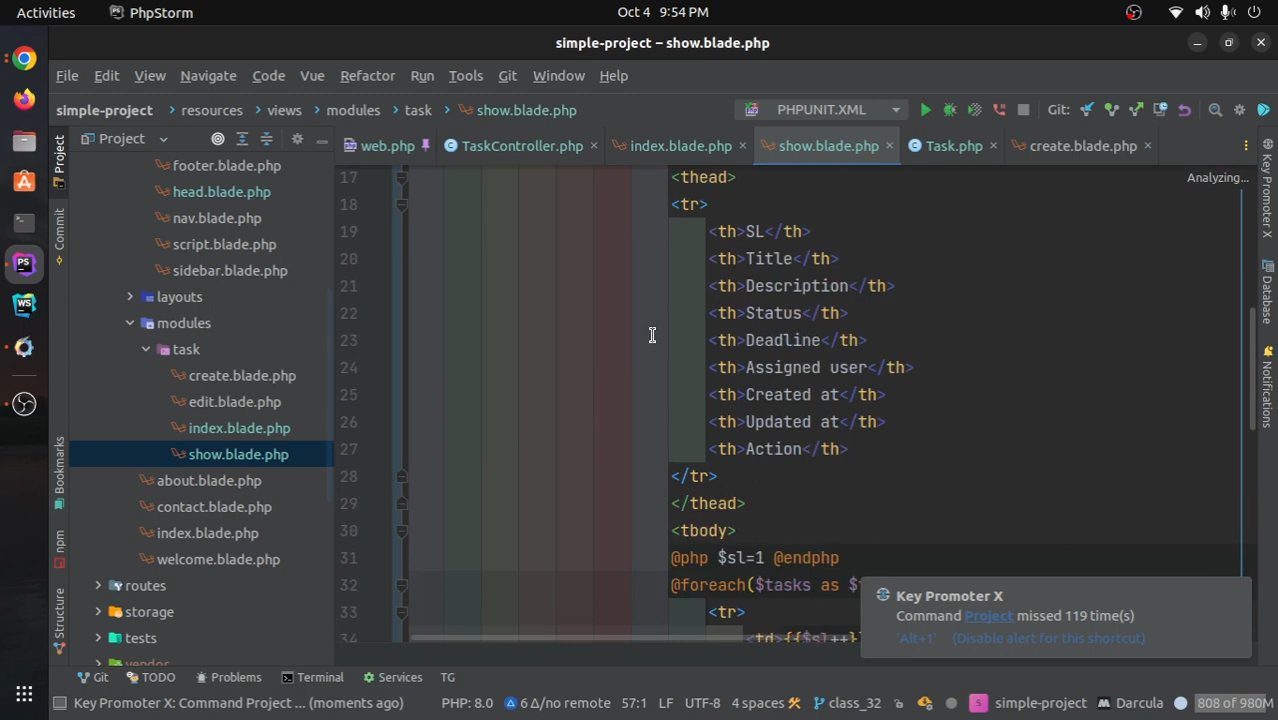 Activities PhpStorm Oct 4 9:54 PM
simple-project – show.blade.php
File Edit View Navigate Code Vue Refactor Run Tools Git Window Help
simple-project resources views modules task show.blade.php PHPUNIT.XML Git:
Project web.php TaskController.php index.blade.php show.blade.php Task.php create.blade.php
Project
Commit
Bookmarks
npm
Structure
footer.blade.php
head.blade.php
nav.blade.php
script.blade.php
sidebar.blade.php
layouts
modules
task
create.blade.php
edit.blade.php
index.blade.php
show.blade.php
about.blade.php
contact.blade.php
index.blade.php
welcome.blade.php
routes
storage
tests
vendor
Analyzing...
17 <thead>
18 <tr>
19 <th>SL</th>
20 <th>Title</th>
21 <th>Description</th>
22 <th>Status</th>
23 <th>Deadline</th>
24 <th>Assigned user</th>
25 <th>Created at</th>
26 <th>Updated at</th>
27 <th>Action</th>
28 </tr>
29 </thead>
30 <tbody>
31 @php $sl=1 @endphp
32 @foreach($tasks as
33 <tr>
34 <td>{{$sl++}
Key Promoter X
Database
Notifications
Key Promoter X
Command Project missed 119 time(s)
'Alt+1' (Disable alert for this shortcut)
Git TODO Problems Terminal Services TG
Key Promoter X: Command Project ... (moments ago) PHP: 8.0 6 Δ/no remote 57:1 LF UTF-8 4 spaces class_32 S simple-project Darcula 808 of 980M